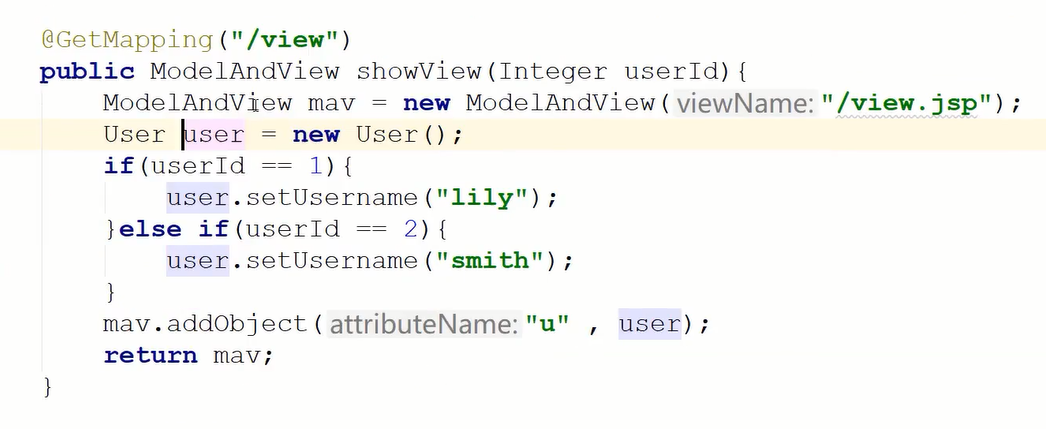 @GetMapping("/view")
public ModelAndView showView(Integer userId){
    ModelAndView mav = new ModelAndView( viewName: "/view.jsp");
    User user = new User();
    if(userId == 1){
        user.setUsername("lily");
    }else if(userId == 2){
        user.setUsername("smith");
    }
    mav.addObject( attributeName: "u" , user);
    return mav;
}